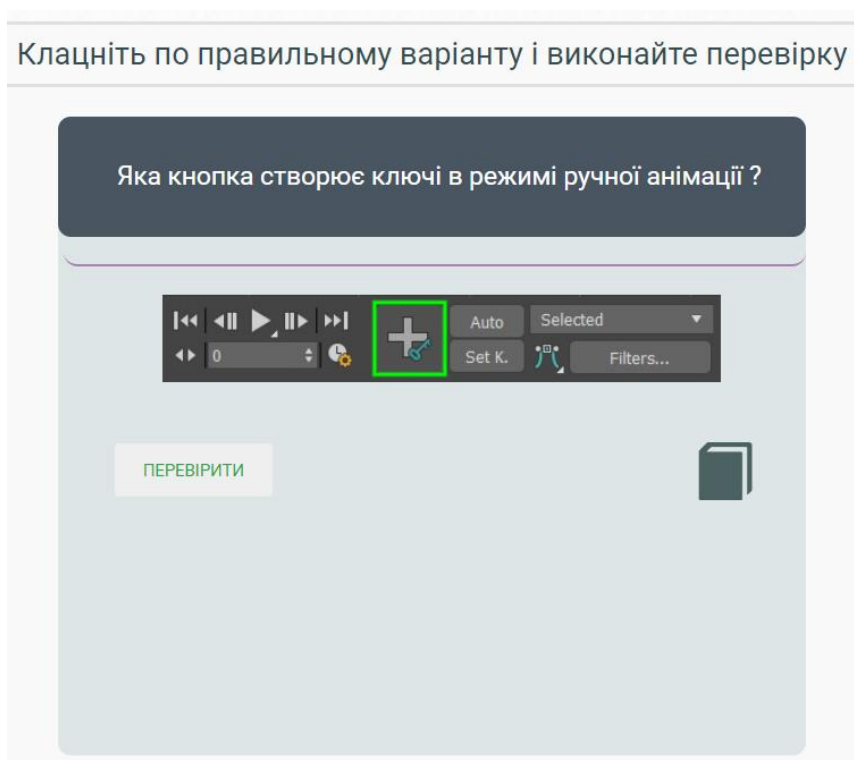 Клацніть по правильному варіанту і виконайте перевірку
Яка кнопка створює ключі в режимі ручної анімації ?
Auto
Selected
0
Set K.
Filters...
ПЕРЕВІРИТИ